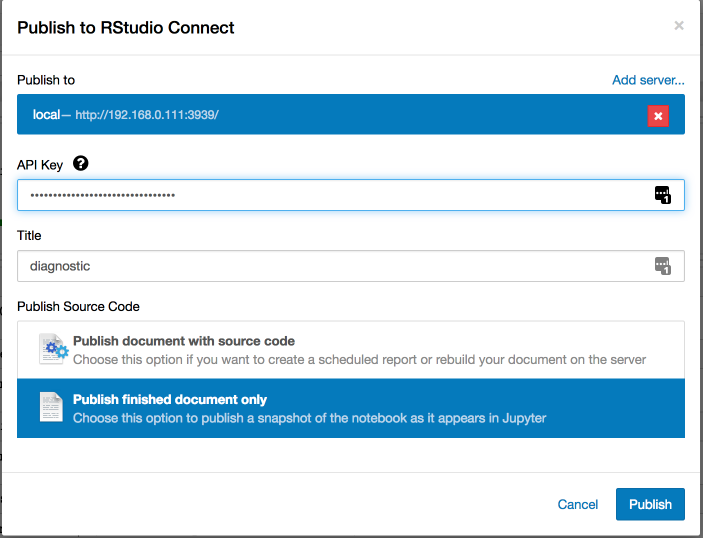 Publish to RStudio Connect
×
Publish to
Add server...
local— http://192.168.0.111:3939/
API Key ?
••••••••••••••••••••••••••••••••
1
Title
diagnostic
1
Publish Source Code
Publish document with source code
Choose this option if you want to create a scheduled report or rebuild your document on the server
Publish finished document only
Choose this option to publish a snapshot of the notebook as it appears in Jupyter
Cancel
Publish